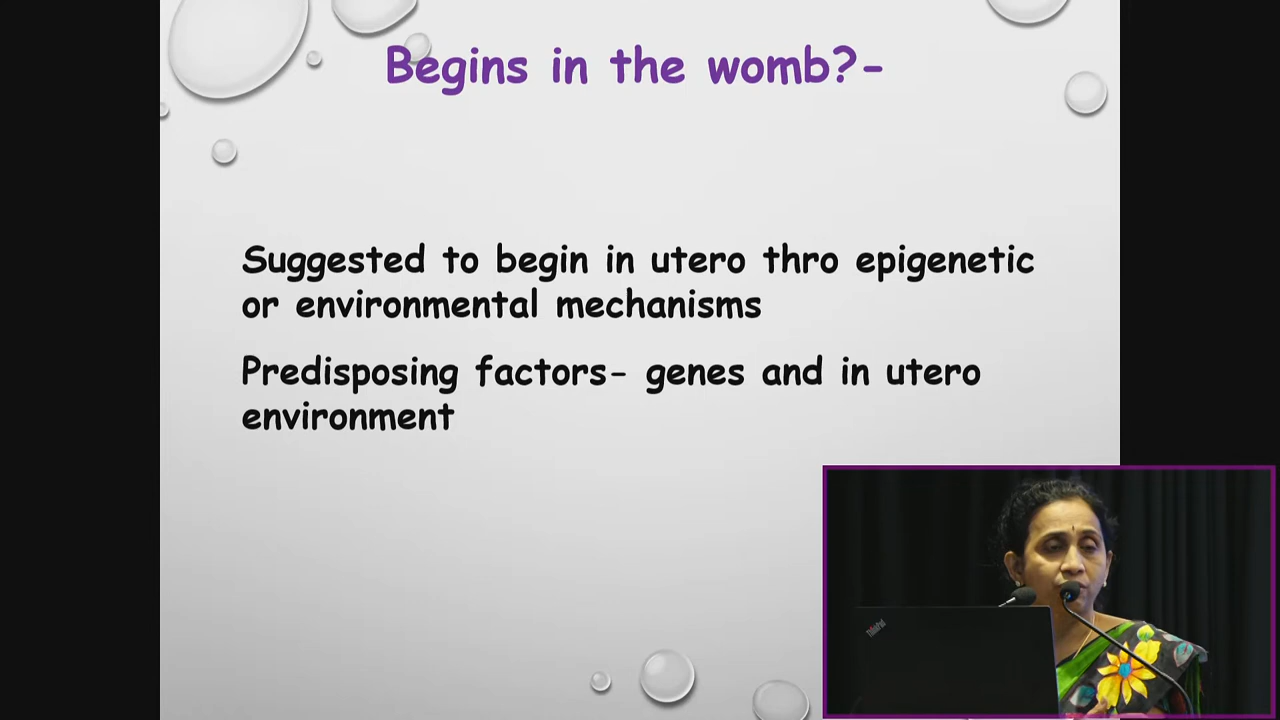 Begins in the womb?-
Suggested to begin in utero thro epigenetic
or environmental mechanisms
Predisposing factors- genes and in utero
environment
ThinkPad